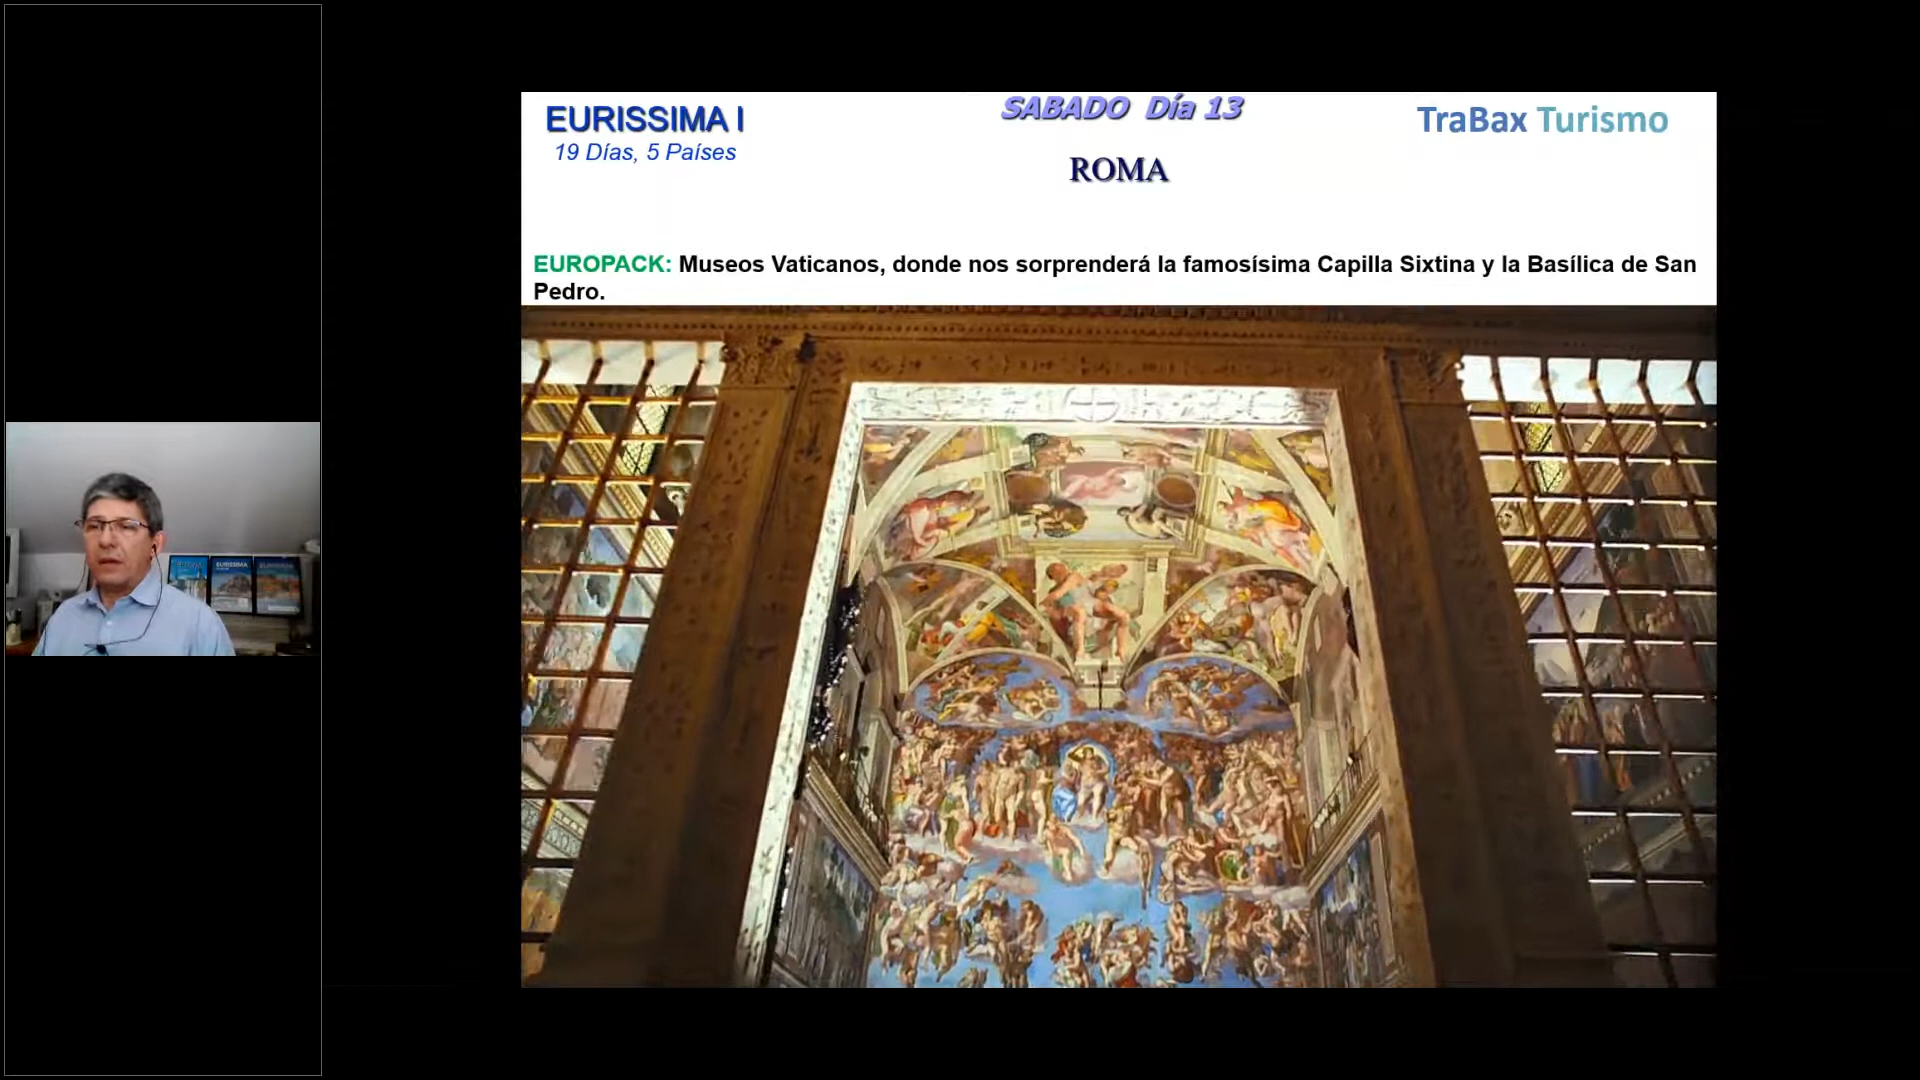 EURISSIMA I
19 Días, 5 Países
SABADO Día 13
ROMA
TraBax Turismo
EUROPACK: Museos Vaticanos, donde nos sorprenderá la famosísima Capilla Sixtina y la Basílica de San
Pedro.
EURISSIMA